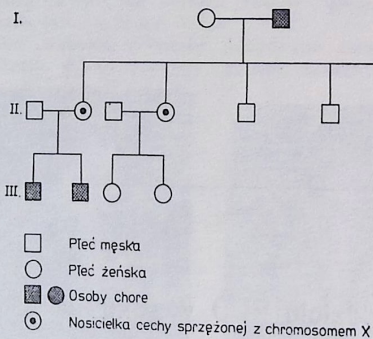 I.
II.
III.
Płeć męska
Płeć żeńska
Osoby chore
Nosicielka cechy sprzężonej z chromosomem X